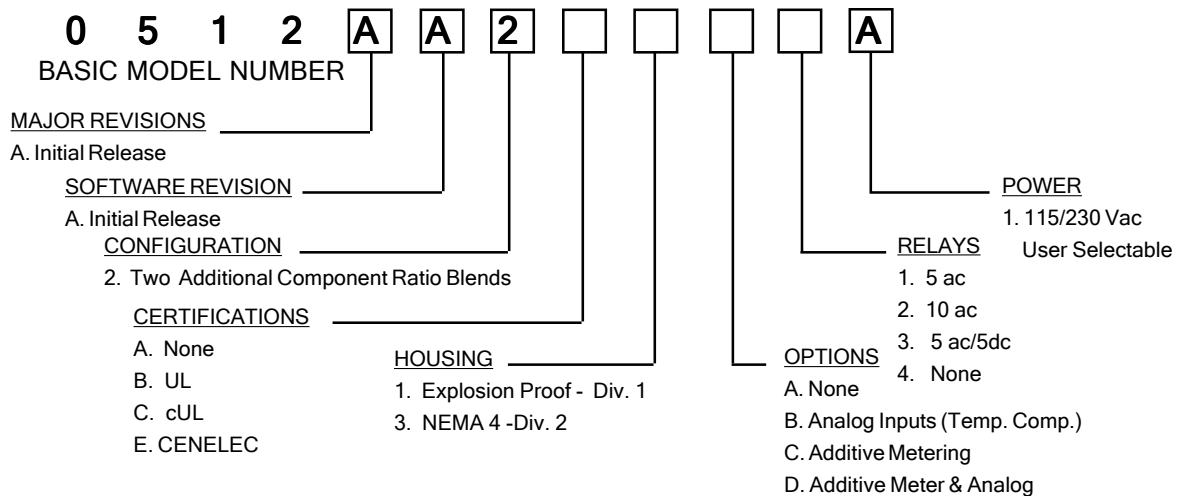 0 5 1 2 A A 2 A
BASIC MODEL NUMBER
MAJOR REVISIONS
A. Initial Release
SOFTWARE REVISION
A. Initial Release
CONFIGURATION
2. Two Additional Component Ratio Blends
CERTIFICATIONS
A. None
B. UL
C. cUL
E. CENELEC
HOUSING
1. Explosion Proof - Div. 1
3. NEMA 4 -Div. 2
OPTIONS
A. None
B. Analog Inputs (Temp. Comp.)
C. Additive Metering
D. Additive Meter & Analog
RELAYS
1. 5 ac
2. 10 ac
3. 5 ac/5dc
4. None
POWER
1. 115/230 Vac
User Selectable